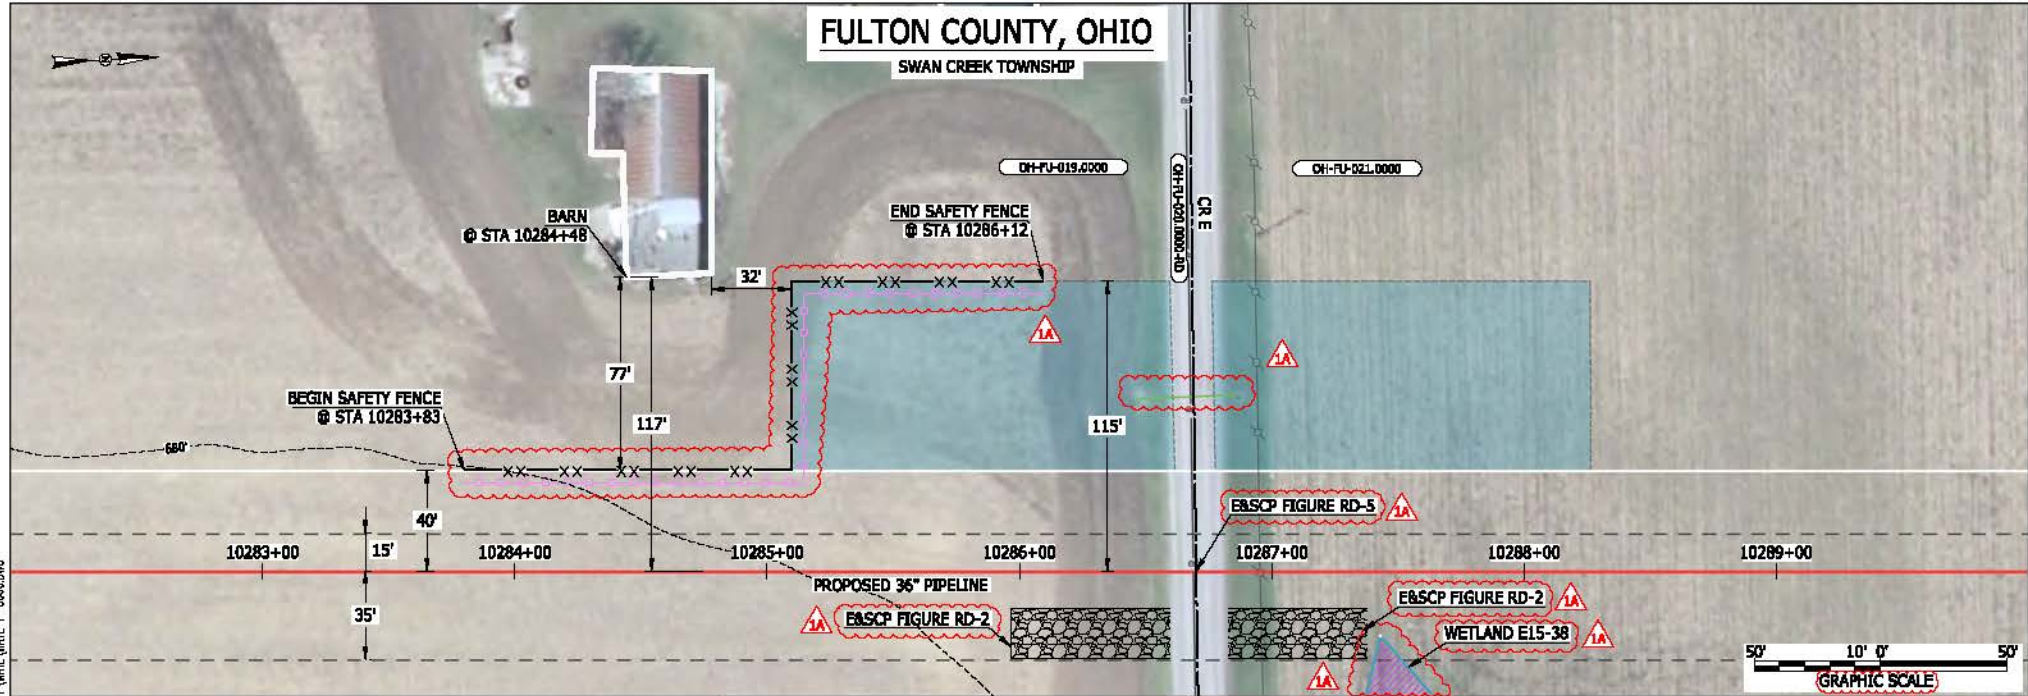 FULTON COUNTY, OHIO
SWAN CREEK TOWNSHIP
OH-FU-019.0000
OH-FU-020.0000-RD
CR E
OH-FU-021.0000
BARN
@ STA 10284+48
END SAFETY FENCE
@ STA 10286+12
32'
1A
1A
77'
117'
115'
BEGIN SAFETY FENCE
@ STA 10283+83
680'
40'
E&SCP FIGURE RD-5
1A
15'
10283+00
10284+00
10285+00
10286+00
10287+00
10288+00
10289+00
PROPOSED 36" PIPELINE
35'
1A
E&SCP FIGURE RD-2
E&SCP FIGURE RD-2
1A
WETLAND E15-38
1A
1A
50'
10'
0'
50'
GRAPHIC SCALE